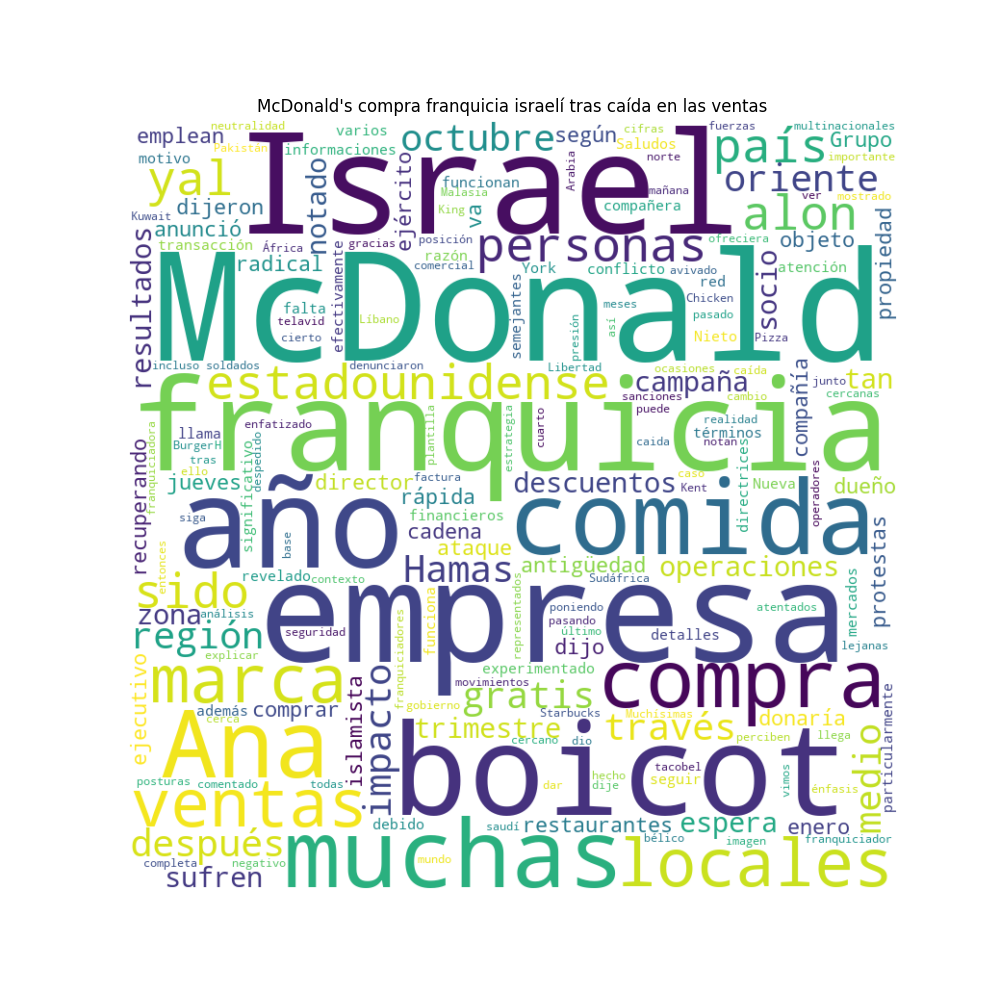 McDonald's compra franquicia israelí tras caída en las ventas
neutralidad
varios
octubre
según
cifras
fuerzas
multinacionales
emplean
Pakistán
informaciones
Israel
Saludos
norte
país
Grupo
importante
motivo
yal
notado
ejército
funcionan
Malasia
King
va
Arabia
compañera
mañana
oriente
ver
mostrado
Kuwait
dijeron
anunció
alon
transacción
África
gracias
posición
razón
personas
ofreciera
objeto
propiedad
resultados
radical
efectivamente
comercial
York
conflicto
avivado
red
socio
atención
McDonald
falta
telavid
cierto
Líbano
semejantes
meses
así
presión
Chicken
pasado
Nieto
Pizza
incluso
soldados
denunciaron
Libertad
ocasiones
caída
cercanas
estadounidense
campaña
sanciones
puede
cambio
junto
compañía
tan
franquicia
llama
BurgerH
tras
ello
enfatizado
plantilla
estrategia
cuarto
caida
realidad
términos
notan
recuperando
franquiciadora
jueves
significativo
despedido
director
factura
rápida
descuentos
caso
Kent
Nueva
directrices
operadores
dueño
año
comida
siga
base
financieros
cadena
ataque
entonces
revelado
contexto
Hamas
antigüedad
operaciones
protestas
Sudáfrica
sido
zona
análisis
región
seguridad
empresa
funciona
representados
poniendo
pasando
último
dijo
detalles
atentados
mercados
lejanas
explicar
ejecutivo
marca
islamista
impacto
franquiciadores
gobierno
experimentado
movimientos
gratis
compra
además
cerca
comprar
Ana
trimestre
Starbucks
cercano
dio
Muchísimas
través
perciben
donaría
llega
medio
particularmente
posturas
comentado
todas
ventas
boicot
dar
hecho
dije
tacobel
seguir
vimos
énfasis
después
debido
saudí
restaurantes
bélico
espera
imagen
enero
franquiciador
completa
negativo
sufren
muchas
mundo
locales